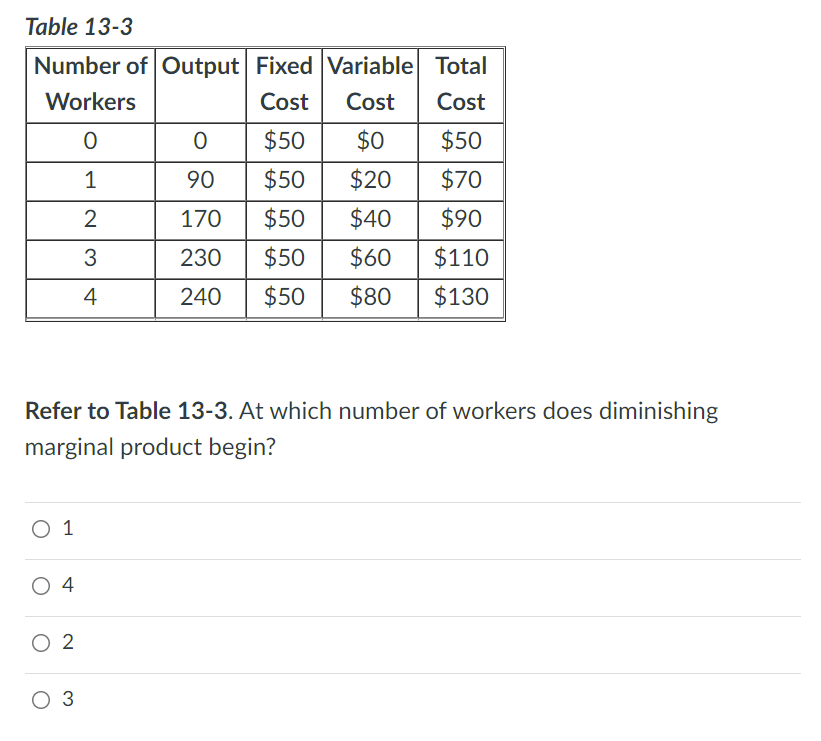 Table 13-3
Number of Workers Output Fixed Cost Variable Cost Total Cost
0 0 $50 $0 $50
1 90 $50 $20 $70
2 170 $50 $40 $90
3 230 $50 $60 $110
4 240 $50 $80 $130
Refer to Table 13-3. At which number of workers does diminishing
marginal product begin?
1
4
2
3